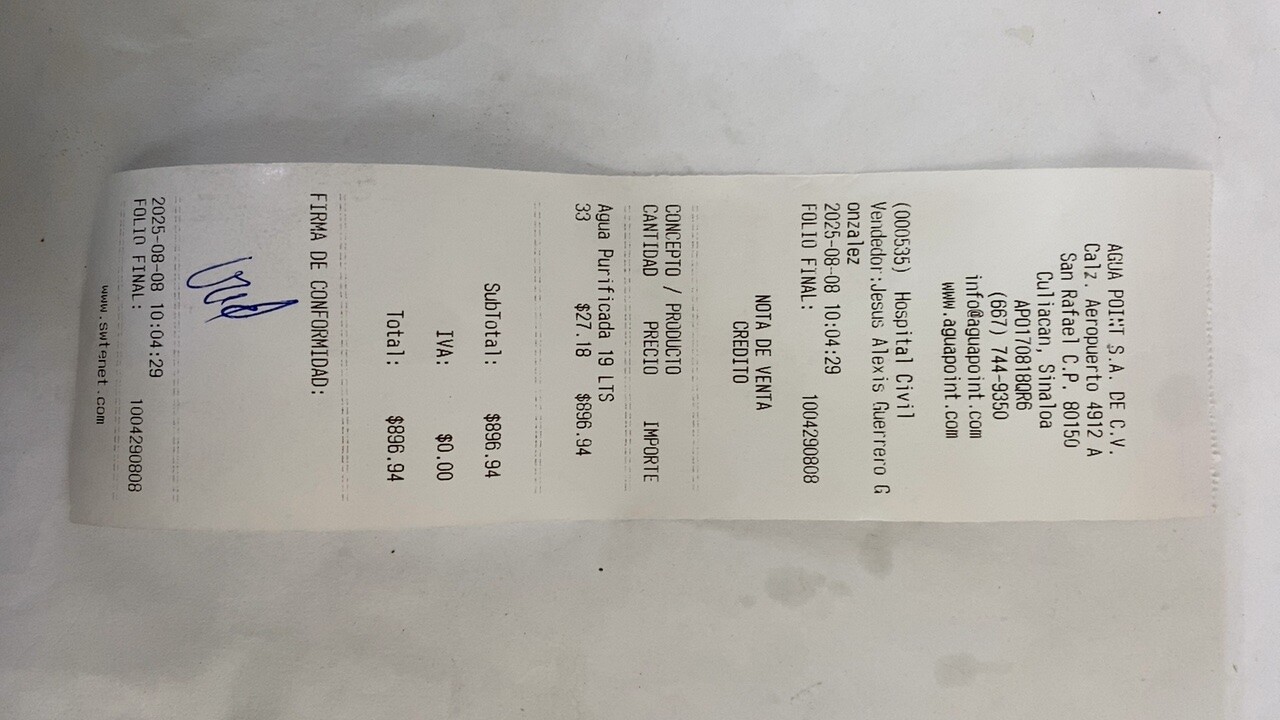 AGUA POINT S.A. DE C.V.
Calz. Aeropuerto 4912 A
San Rafael C.P. 80150
Culiacan, Sinaloa
APO170818QR6
(667) 744-9350
info@aguapoint.com
www.aguapoint.com
(000535) Hospital Civil
Vendedor:Jesus Alexis Guerrero G
onzalez
2025-08-08 10:04:29
FOLIO FINAL: 1004290808
NOTA DE VENTA
CREDITO
CONCEPTO / PRODUCTO
CANTIDAD PRECIO IMPORTE
Agua Purificada 19 LTS
33 $27.18 $896.94
SubTotal: $896.94
IVA: $0.00
Total: $896.94
FIRMA DE CONFORMIDAD:
2025-08-08 10:04:29
FOLIO FINAL: 1004290808
www.swtenet.com